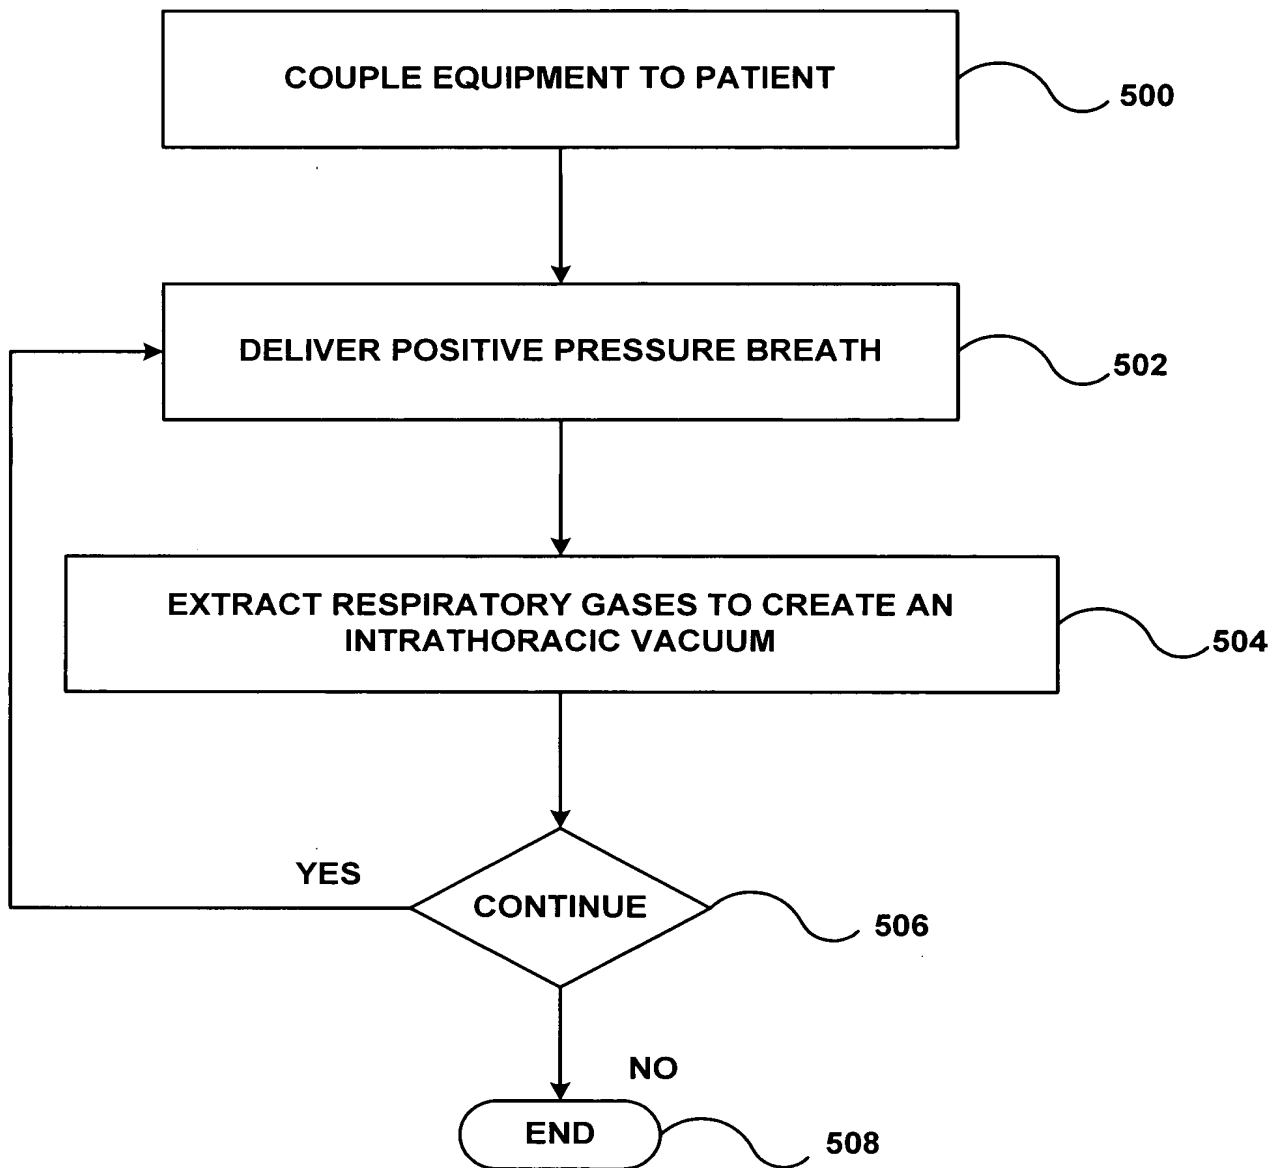 COUPLE EQUIPMENT TO PATIENT
500
DELIVER POSITIVE PRESSURE BREATH
502
EXTRACT RESPIRATORY GASES TO CREATE AN
INTRATHORACIC VACUUM
504
YES
CONTINUE
506
NO
END
508